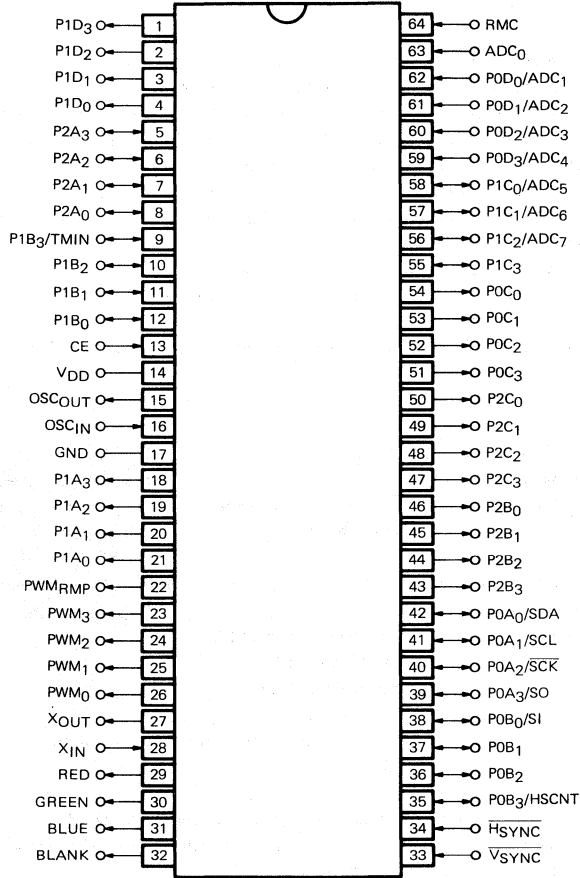 P1D3 1 64 RMC
P1D2 2 63 ADC0
P1D1 3 62 P0D0/ADC1
P1D0 4 61 P0D1/ADC2
P2A3 5 60 P0D2/ADC3
P2A2 6 59 P0D3/ADC4
P2A1 7 58 P1C0/ADC5
P2A0 8 57 P1C1/ADC6
P1B3/TMIN 9 56 P1C2/ADC7
P1B2 10 55 P1C3
P1B1 11 54 P0C0
P1B0 12 53 P0C1
CE 13 52 P0C2
VDD 14 51 P0C3
OSCOUT 15 50 P2C0
OSCIN 16 49 P2C1
GND 17 48 P2C2
P1A3 18 47 P2C3
P1A2 19 46 P2B0
P1A1 20 45 P2B1
P1A0 21 44 P2B2
PWMRMP 22 43 P2B3
PWM3 23 42 P0A0/SDA
PWM2 24 41 P0A1/SCL
PWM1 25 40 P0A2/SCK
PWM0 26 39 P0A3/SO
XOUT 27 38 P0B0/SI
XIN 28 37 P0B1
RED 29 36 P0B2
GREEN 30 35 P0B3/HSCNT
BLUE 31 34 HSYNC
BLANK 32 33 VSYNC